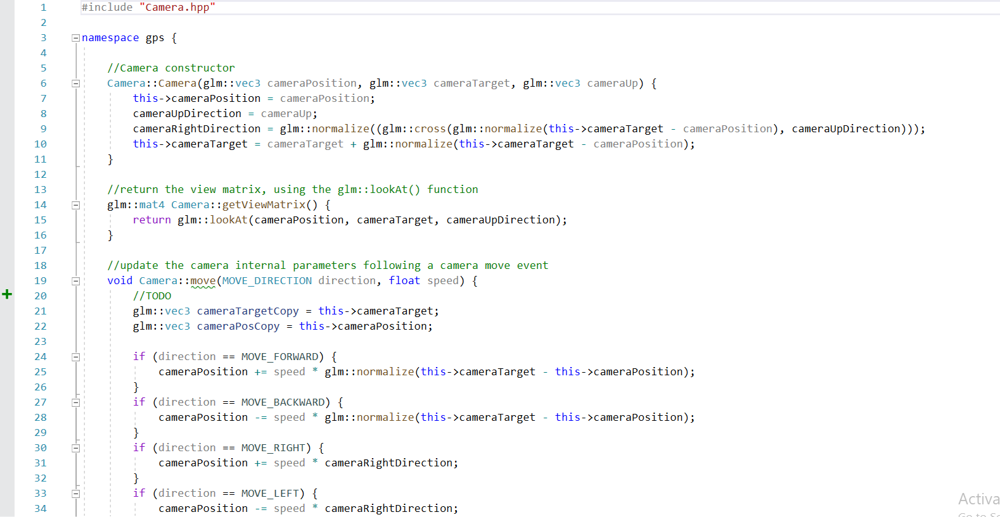 1 #include "Camera.hpp"
2
3 namespace gps {
4
5 //Camera constructor
6 Camera::Camera(glm::vec3 cameraPosition, glm::vec3 cameraTarget, glm::vec3 cameraUp) {
7 this->cameraPosition = cameraPosition;
8 cameraUpDirection = cameraUp;
9 cameraRightDirection = glm::normalize((glm::cross(glm::normalize(this->cameraTarget - cameraPosition), cameraUpDirection)));
10 this->cameraTarget = cameraTarget + glm::normalize(this->cameraTarget - cameraPosition);
11 }
12
13 //return the view matrix, using the glm::lookAt() function
14 glm::mat4 Camera::getViewMatrix() {
15 return glm::lookAt(cameraPosition, cameraTarget, cameraUpDirection);
16 }
17
18 //update the camera internal parameters following a camera move event
19 void Camera::move(MOVE_DIRECTION direction, float speed) {
20 //TODO
21 glm::vec3 cameraTargetCopy = this->cameraTarget;
22 glm::vec3 cameraPosCopy = this->cameraPosition;
23
24 if (direction == MOVE_FORWARD) {
25 cameraPosition += speed * glm::normalize(this->cameraTarget - this->cameraPosition);
26 }
27 if (direction == MOVE_BACKWARD) {
28 cameraPosition -= speed * glm::normalize(this->cameraTarget - this->cameraPosition);
29 }
30 if (direction == MOVE_RIGHT) {
31 cameraPosition += speed * cameraRightDirection;
32 }
33 if (direction == MOVE_LEFT) {
34 cameraPosition -= speed * cameraRightDirection;
Activa